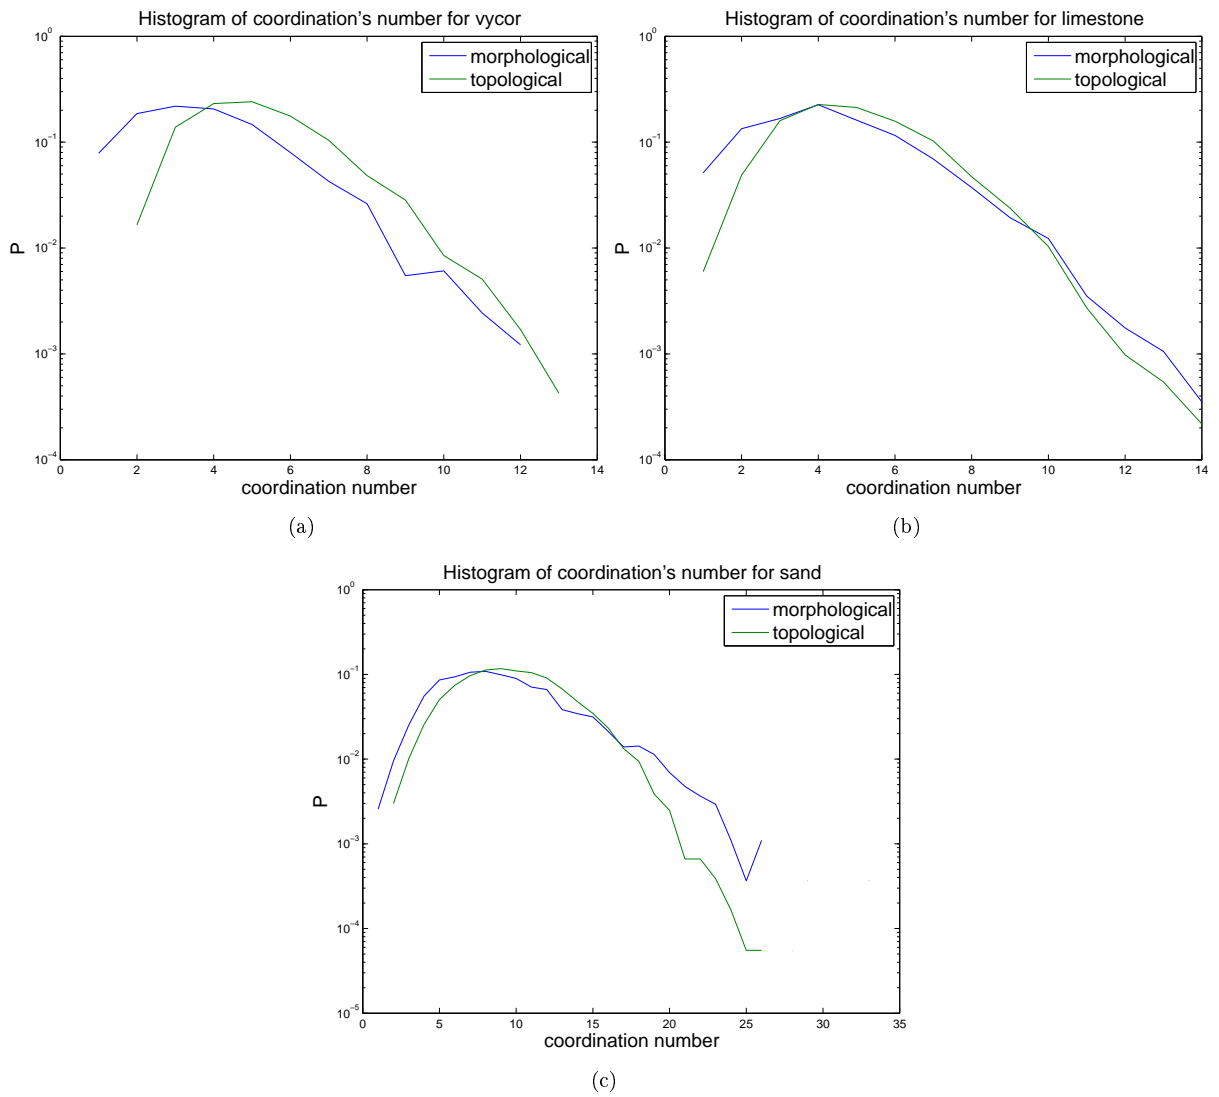 Histogram of coordination's number for vycor
10^0
10^-1
10^-2
10^-3
10^-4
P
morphological
topological
0 2 4 6 8 10 12 14
coordination number
(a)
Histogram of coordination's number for limestone
10^0
10^-1
10^-2
10^-3
10^-4
P
morphological
topological
0 2 4 6 8 10 12 14
coordination number
(b)
Histogram of coordination's number for sand
10^0
10^-1
10^-2
10^-3
10^-4
10^-5
P
morphological
topological
0 5 10 15 20 25 30 35
coordination number
(c)